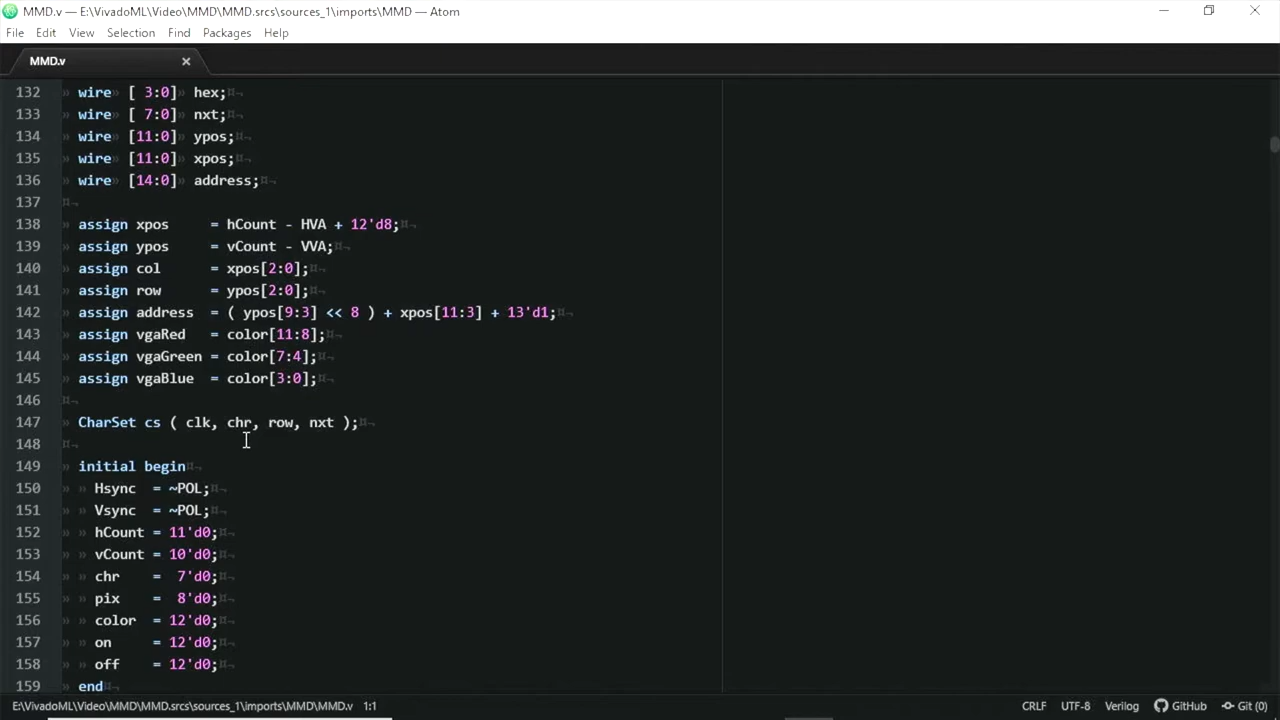 MMD.v — E:\VivadoML\Video\MMD\MMD.srcs\sources_1\imports\MMD — Atom
File Edit View Selection Find Packages Help
MMD.v
132 wire [ 3:0] hex;
133 wire [ 7:0] nxt;
134 wire [11:0] ypos;
135 wire [11:0] xpos;
136 wire [14:0] address;
137
138 assign xpos = hCount - HVA + 12'd8;
139 assign ypos = vCount - VVA;
140 assign col = xpos[2:0];
141 assign row = ypos[2:0];
142 assign address = ( ypos[9:3] << 8 ) + xpos[11:3] + 13'd1;
143 assign vgaRed = color[11:8];
144 assign vgaGreen = color[7:4];
145 assign vgaBlue = color[3:0];
146
147 CharSet cs ( clk, chr, row, nxt );
148
149 initial begin
150 Hsync = ~POL;
151 Vsync = ~POL;
152 hCount = 11'd0;
153 vCount = 10'd0;
154 chr = 7'd0;
155 pix = 8'd0;
156 color = 12'd0;
157 on = 12'd0;
158 off = 12'd0;
159 end
E:\VivadoML\Video\MMD\MMD.srcs\sources_1\imports\MMD\MMD.v 1:1 CRLF UTF-8 Verilog GitHub Git (0)